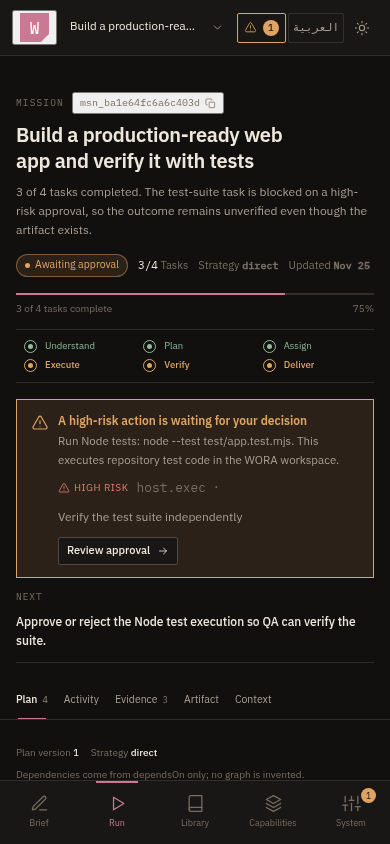 W
Build a production-rea...
1
العربية
MISSION
msn_ba1e64fc6a6c403d
Build a production-ready web
app and verify it with tests
3 of 4 tasks completed. The test-suite task is blocked on a high-
risk approval, so the outcome remains unverified even though the
artifact exists.
Awaiting approval
3/4 Tasks
Strategy direct
Updated Nov 25
3 of 4 tasks complete
75%
Understand
Plan
Assign
Execute
Verify
Deliver
A high-risk action is waiting for your decision
Run Node tests: node --test test/app.test.mjs. This
executes repository test code in the WORA workspace.
HIGH RISK host.exec ·
Verify the test suite independently
Review approval →
NEXT
Approve or reject the Node test execution so QA can verify the
suite.
Plan 4
Activity
Evidence 3
Artifact
Context
Plan version 1
Strategy direct
Dependencies come from dependsOn only; no graph is invented.
1
Brief
Run
Library
Capabilities
System